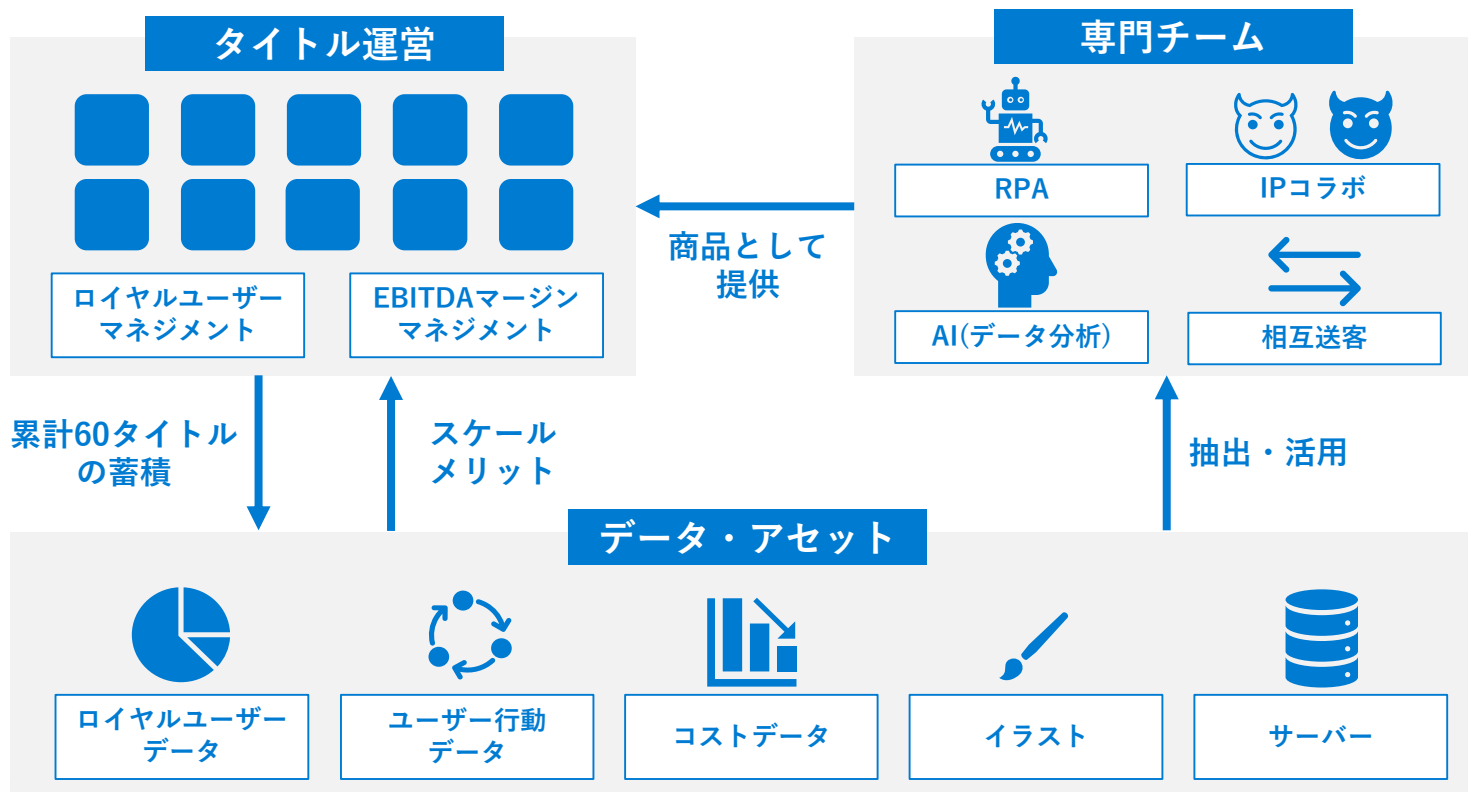 タイトル運営
専門チーム
RPA
IPコラボ
商品として
提供
ロイヤルユーザー
マネジメント
EBITDAマージン
マネジメント
AI(データ分析)
相互送客
累計60タイトル
の蓄積
スケール
メリット
抽出・活用
データ・アセット
ロイヤルユーザー
データ
ユーザー行動
データ
コストデータ
イラスト
サーバー